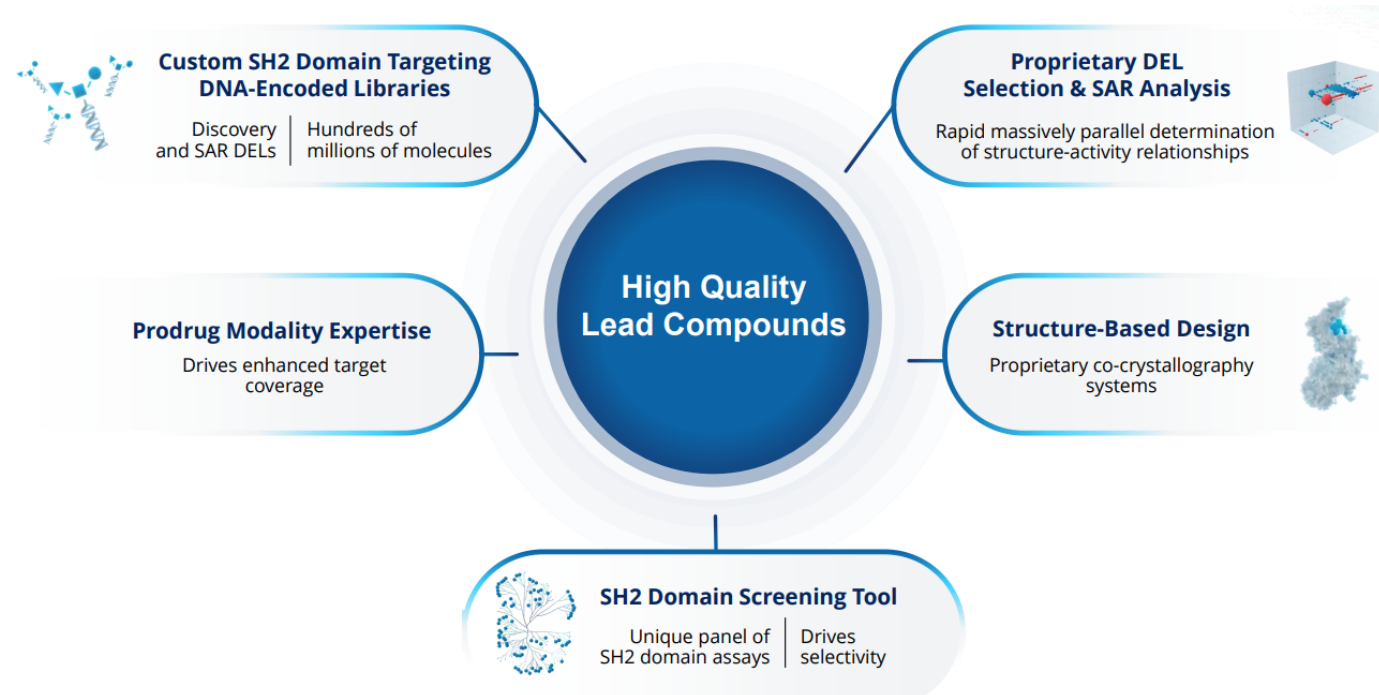 Custom SH2 Domain Targeting
DNA-Encoded Libraries
Discovery
and SAR DELs
Hundreds of
millions of molecules
Proprietary DEL
Selection & SAR Analysis
Rapid massively parallel determination
of structure-activity relationships
High Quality
Lead Compounds
Prodrug Modality Expertise
Drives enhanced target
coverage
Structure-Based Design
Proprietary co-crystallography
systems
SH2 Domain Screening Tool
Unique panel of
SH2 domain assays
Drives
selectivity